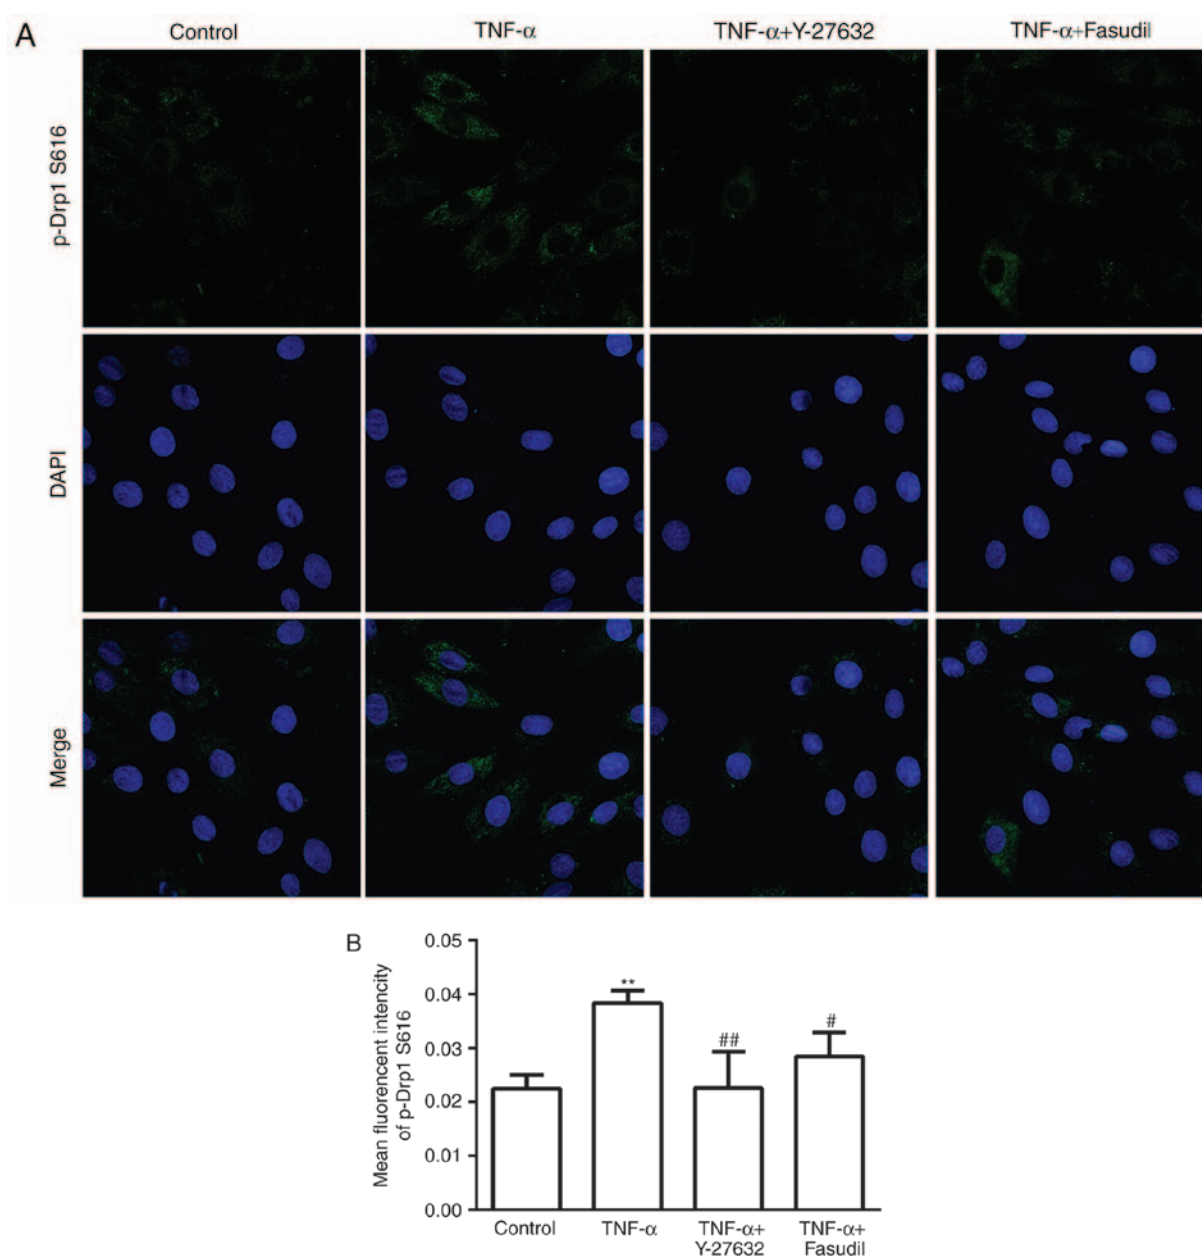 A
Control
TNF-α
TNF-α+Y-27632
TNF-α+Fasudil
p-Drp1 S616
DAPI
Merge
B
Mean fluorescent intencity
of p-Drp1 S616
0.05
0.04
0.03
0.02
0.01
0.00
**
##
#
Control
TNF-α
TNF-α+
Y-27632
TNF-α+
Fasudil